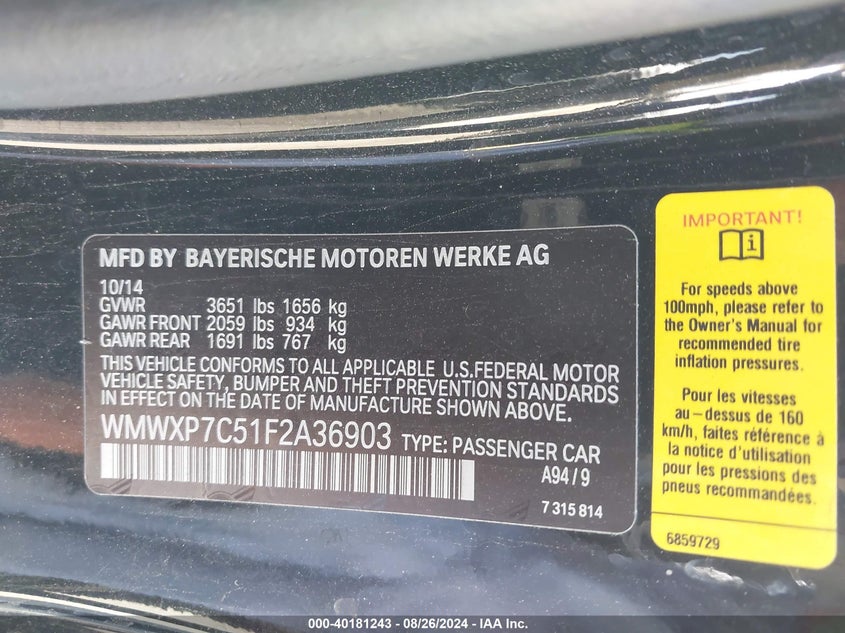 MFD BY BAYERISCHE MOTOREN WERKE AG
10/14
GVWR 3651 lbs 1656 kg
GAWR FRONT 2059 lbs 934 kg
GAWR REAR 1691 lbs 767 kg
THIS VEHICLE CONFORMS TO ALL APPLICABLE U.S.FEDERAL MOTOR
VEHICLE SAFETY, BUMPER AND THEFT PREVENTION STANDARDS
IN EFFECT ON THE DATE OF MANUFACTURE SHOWN ABOVE.
WMWXP7C51F2A36903 TYPE: PASSENGER CAR
A94/9
7 315 814
IMPORTANT!
i
For speeds above
100mph, please refer to
the Owner's Manual for
recommended tire
inflation pressures.
Pour les vitesses
au-dessus de 160
km/h, faites référence à
la notice d'utilisation
pour les pressions des
pneus recommandées.
6859729
000-40181243 - 08/26/2024 - IAA Inc.